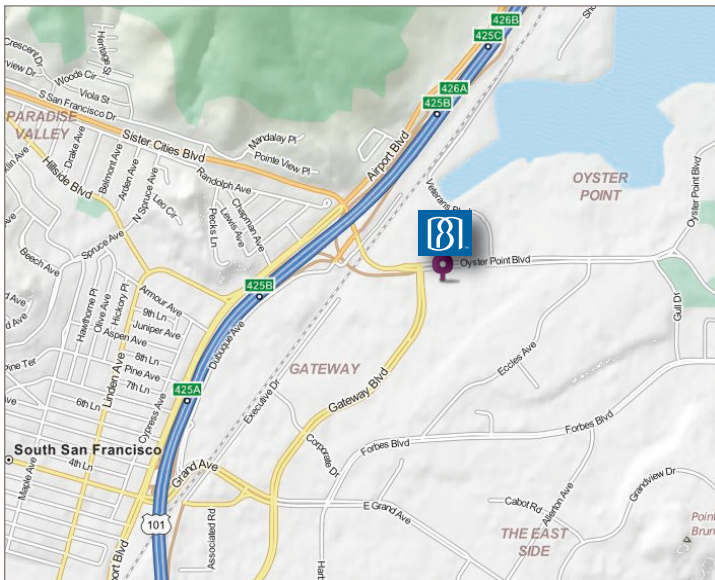 426B
425C
Heritage St
Crescent Dr
Woods Cir
Viola St
426A
425B
S San Francisco Dr
PARADISE
VALLEY
Sister Cities Blvd
Mandalay Pl
Pointe View Pl
Airport Blvd
Drake Ave
Belmont Ave
Arden Ave
N Spruce Ave
Hillside Blvd
Randolph Ave
OYSTER
POINT
Leo Cir
Pecks Ln
Lewis Ave
Chapman Ave
Oyster Point Blvd
Spruce Ave
Beech Ave
Oyster Point Blvd
425B
Armour Ave
Hawthorne Pl
Olive Ave
Hickory Pl
9th Ln
Juniper Ave
Aspen Ave
8th Ln
Pine Ave
7th Ln
Dubuque Ave
Gull Dr
GATEWAY
Eccles Ave
Pine Ter
Linden Ave
425A
Executive Dr
Gateway Blvd
6th Ln
Cypress Ave
South San Francisco
4th Ln
Maple Ave
Grand Ave
Corporate Dr
Forbes Blvd
Forbes Blvd
Grandview Dr
101
Associated Rd
E Grand Ave
Cabot Rd
Allerton Ave
THE EAST
SIDE